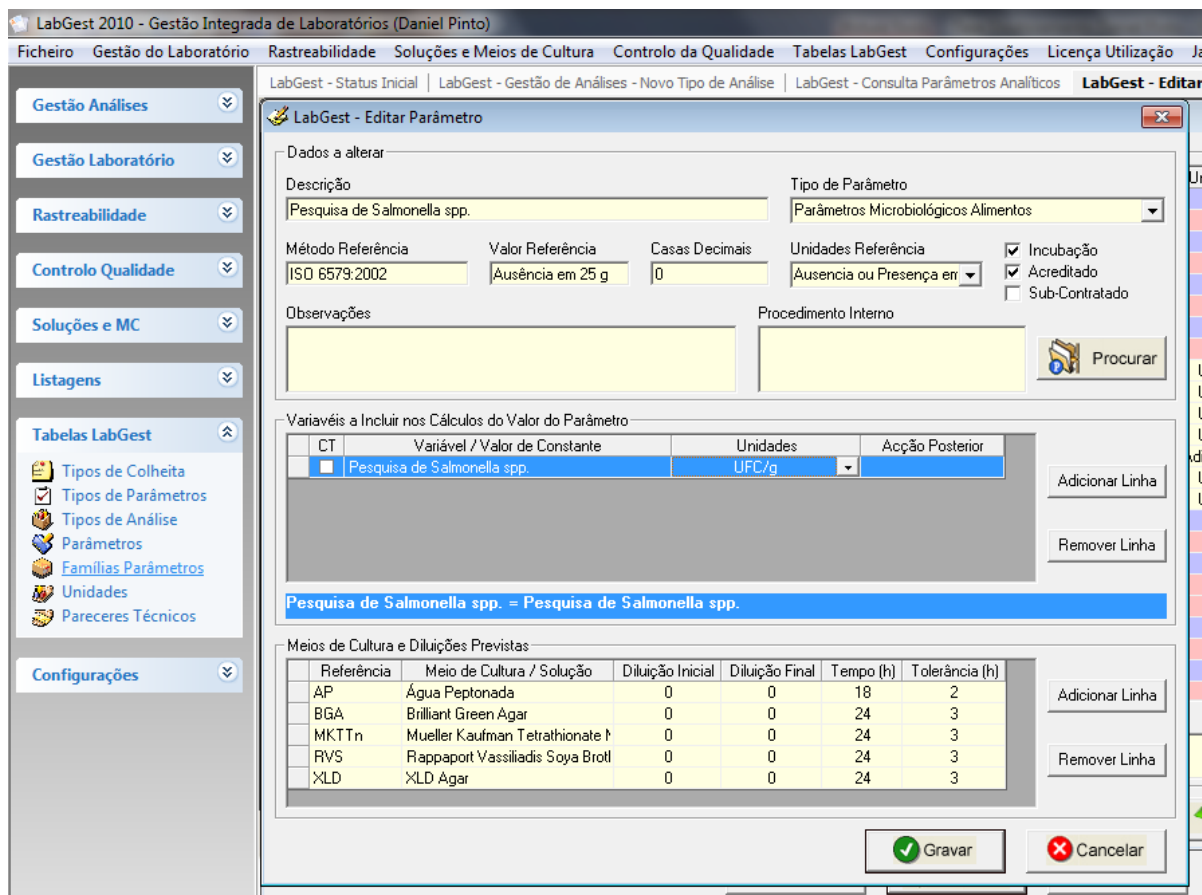 LabGest 2010 - Gestão Integrada de Laboratórios (Daniel Pinto)
Ficheiro Gestão do Laboratório Rastreabilidade Soluções e Meios de Cultura Controlo da Qualidade Tabelas LabGest Configurações Licença Utilização
LabGest - Status Inicial | LabGest - Gestão de Análises - Novo Tipo de Análise | LabGest - Consulta Parâmetros Analíticos LabGest - Editar
Gestão Análises
Gestão Laboratório
Rastreabilidade
Controlo Qualidade
Soluções e MC
Listagens
Tabelas LabGest
Tipos de Colheita
Tipos de Parâmetros
Tipos de Análise
Parâmetros
Famílias Parâmetros
Unidades
Pareceres Técnicos
Configurações
LabGest - Editar Parâmetro
Dados a alterar
Descrição Tipo de Parâmetro
Pesquisa de Salmonella spp. Parâmetros Microbiológicos Alimentos
Método Referência Valor Referência Casas Decimais Unidades Referência Incubação
ISO 6579:2002 Ausência em 25 g 0 Ausencia ou Presença em Acreditado
Sub-Contratado
Observações Procedimento Interno
Procurar
Variavéis a Incluir nos Cálculos do Valor do Parâmetro
CT Variável / Valor de Constante Unidades Acção Posterior
Pesquisa de Salmonella spp. UFC/g
Adicionar Linha
Remover Linha
Pesquisa de Salmonella spp. = Pesquisa de Salmonella spp.
Meios de Cultura e Diluições Previstas
Referência Meio de Cultura / Solução Diluição Inicial Diluição Final Tempo (h) Tolerância (h)
AP Água Peptonada 0 0 18 2
BGA Brilliant Green Agar 0 0 24 3
MKTTn Mueller Kaufman Tetrathionate 0 0 24 3
RVS Rappaport Vassiliadis Soya Brotl 0 0 24 3
XLD XLD Agar 0 0 24 3
Adicionar Linha
Remover Linha
Gravar Cancelar